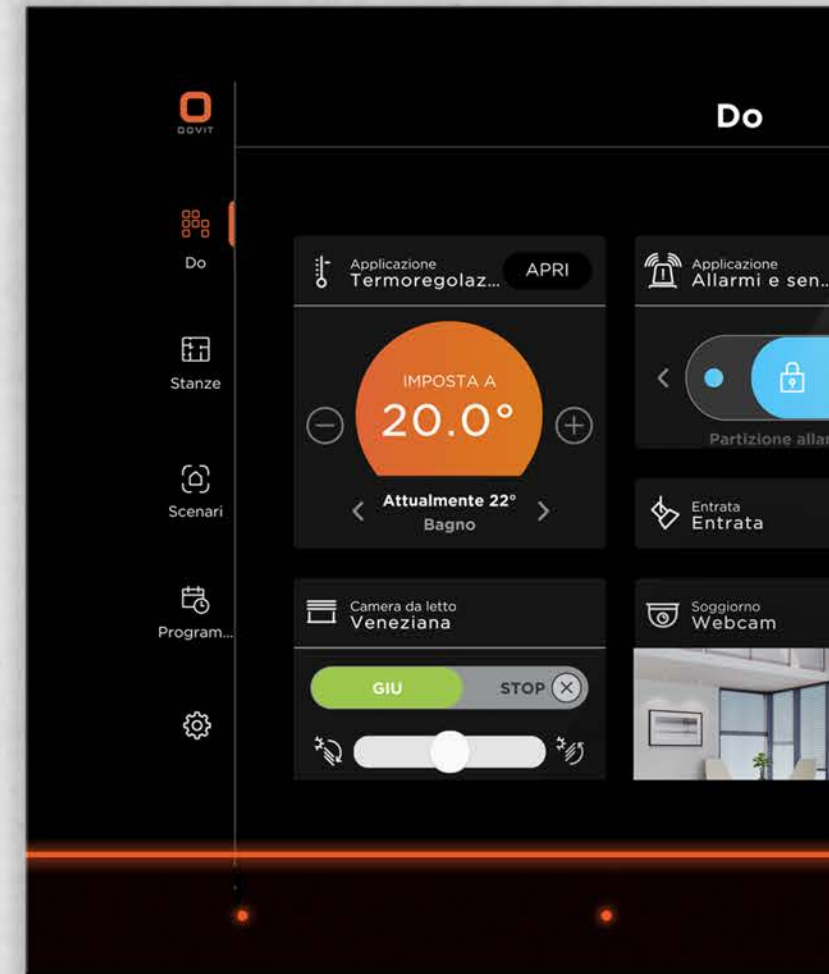 DOVIT
Do
Do
Stanze
Scenari
Program...
Applicazione
Termoregolaz...
APRI
IMPOSTA A
20.0°
Attualmente 22°
Bagno
Applicazione
Allarmi e sen...
Partizione allar
Entrata
Entrata
Camera da letto
Veneziana
GIU
STOP
Soggiorno
Webcam